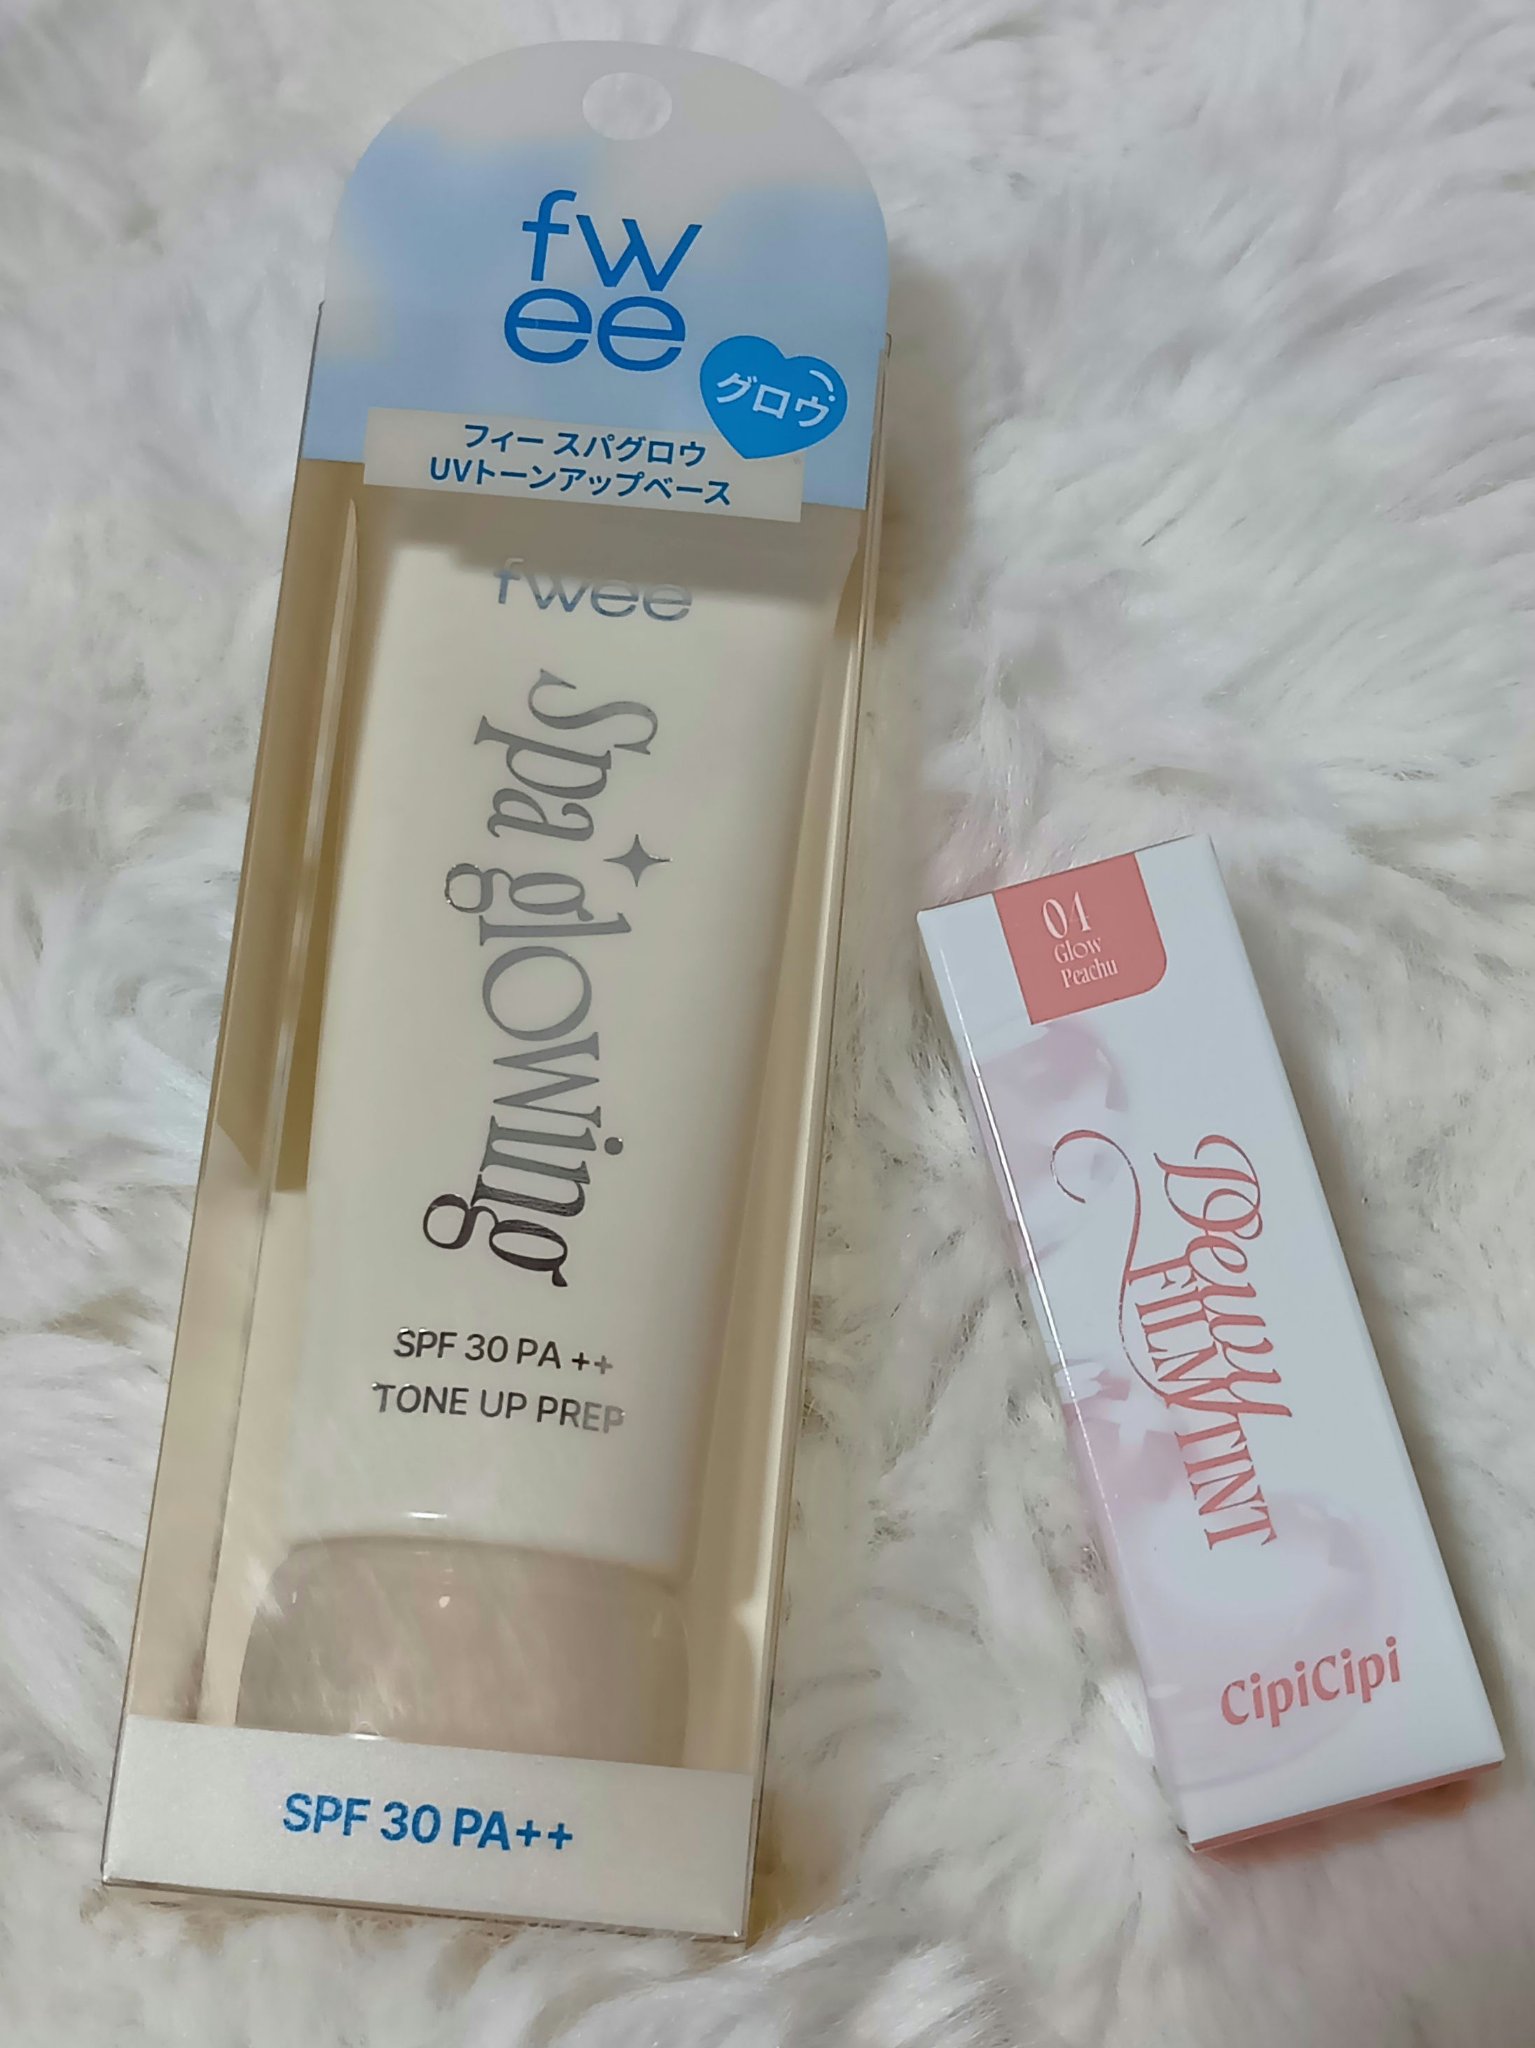 fw
ee
グロウ
フィー スパグロウ
UVトーンアップベース
fwee
Spa glowing
SPF 30 PA ++
TONE UP PREP
SPF 30 PA++
04
Glow
Peachu
Dewy
FILM TINT
CipiCipi